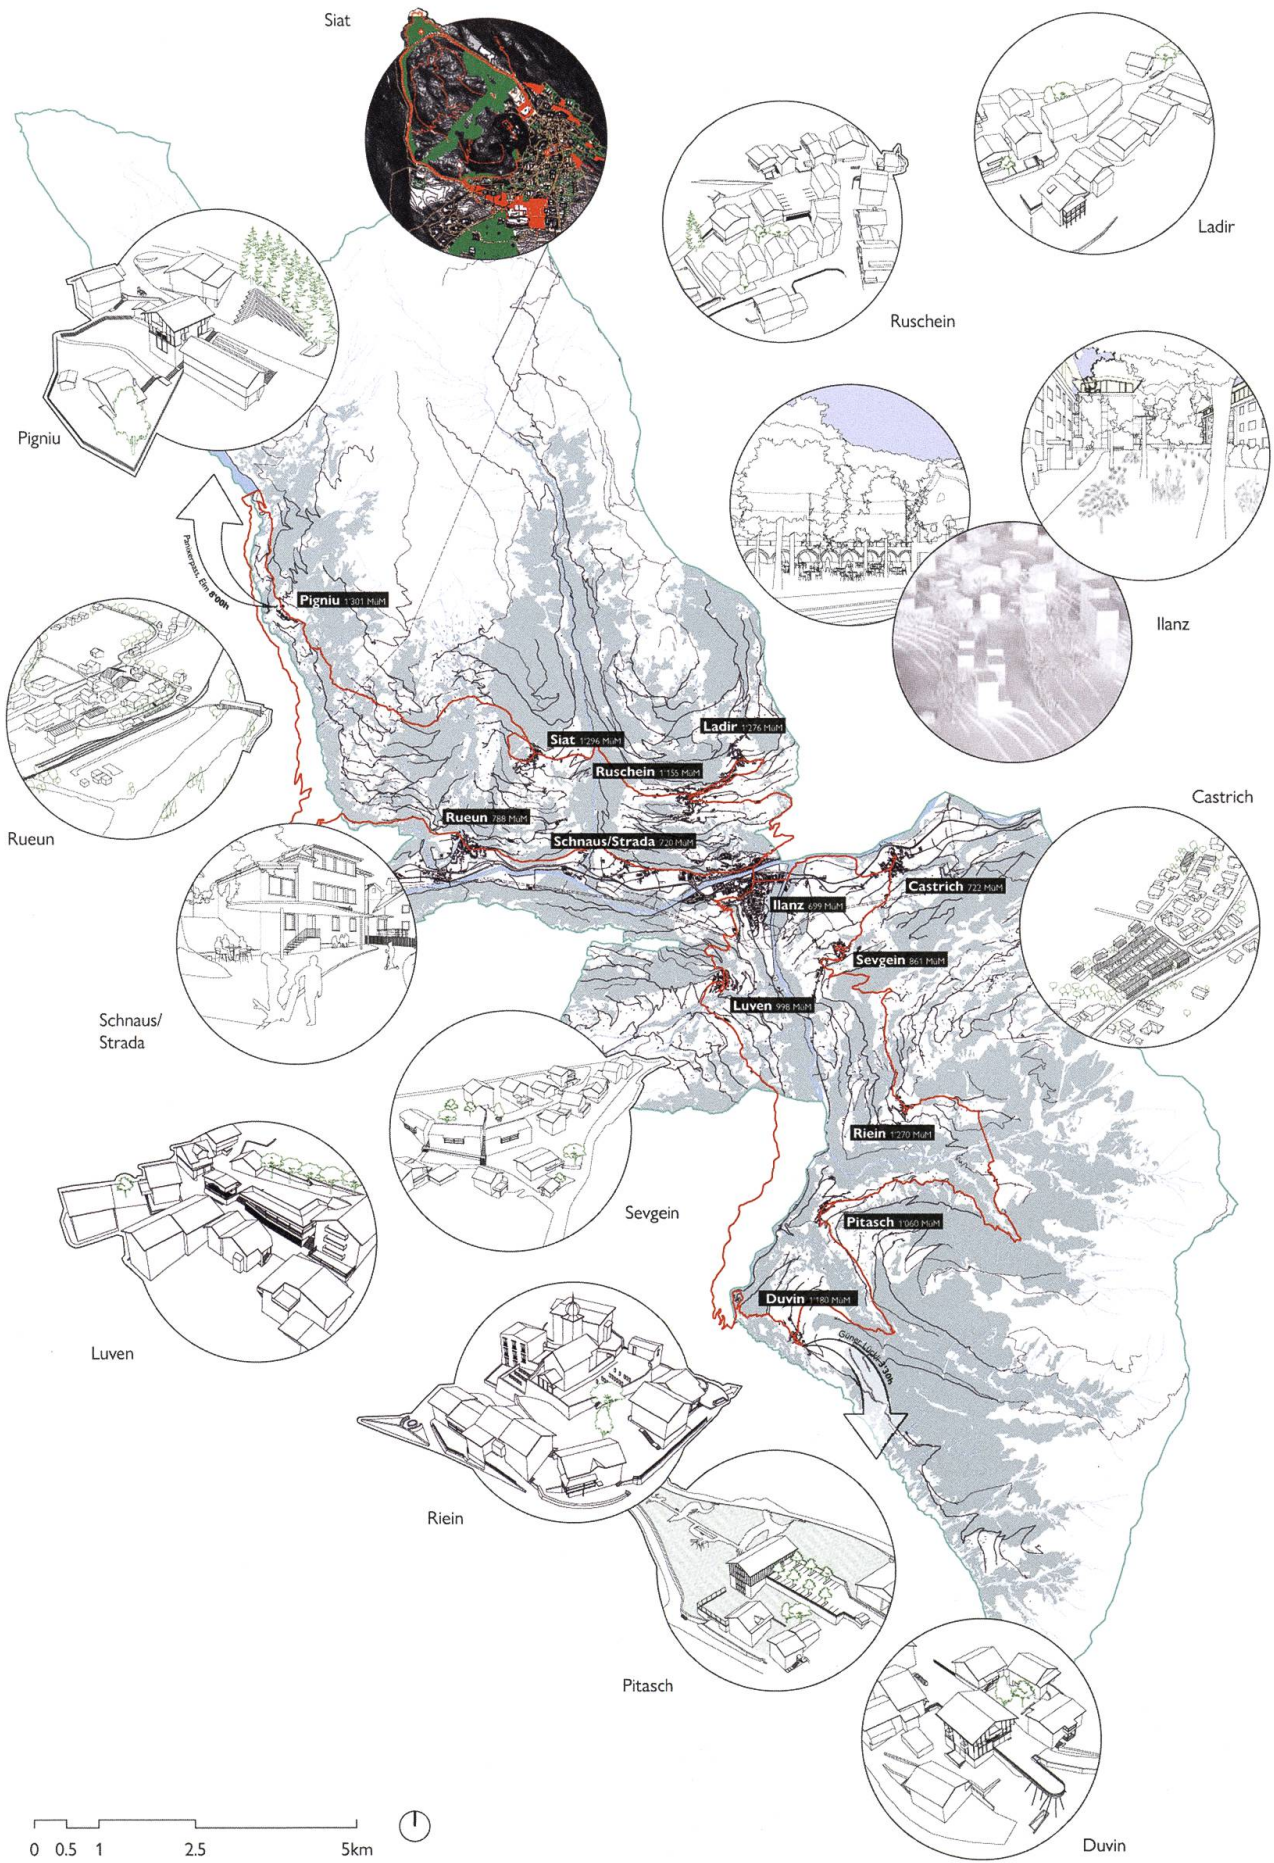 Siat
Ladir
Ruschein
Pigniu
Panixerpass, Elm 8°00h
Pigniu 1'301 MüM
Ilanz
Ladir 1'276 MüM
Siat 1'296 MüM
Ruschein 1'155 MüM
Castrich
Rueun 788 MüM
Rueun
Schnaus/Strada 720 MüM
Castrich 722 MüM
Ilanz 699 MüM
Sevgein 861 MüM
Luven 998 MüM
Schnaus/
Strada
Riein 1'270 MüM
Sevgein
Pitasch 1'060 MüM
Duvin 1'180 MüM
Luven
Riein
Pitasch
Duvin
0 0.5 1 2.5 5km